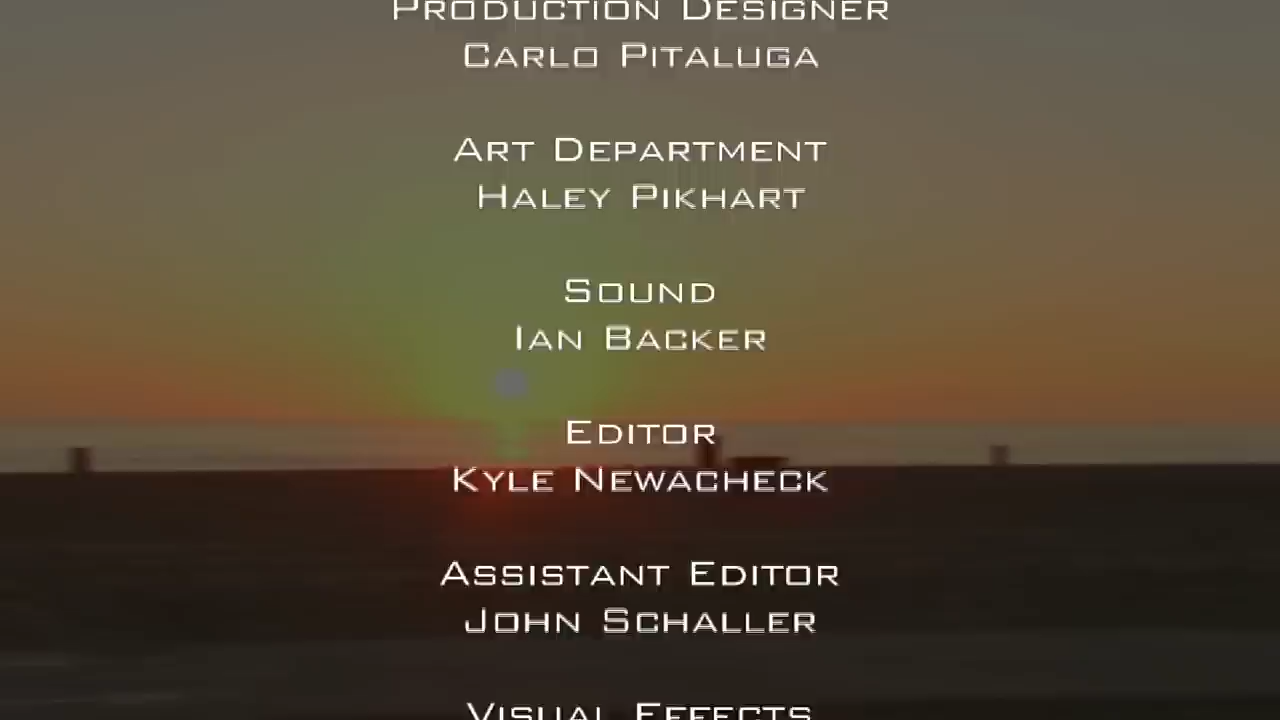 PRODUCTION DESIGNER
CARLO PITALUGA
ART DEPARTMENT
HALEY PIKHART
SOUND
IAN BACKER
EDITOR
KYLE NEWACHECK
ASSISTANT EDITOR
JOHN SCHALLER
VISUAL EFFECTS